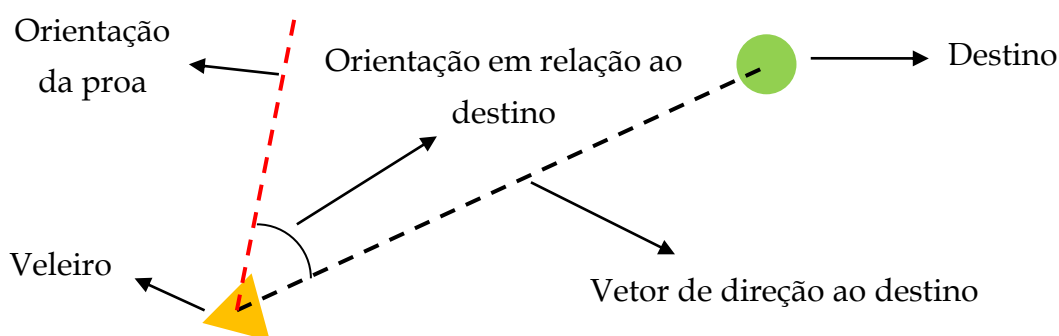 Orientação
da proa
Orientação em relação ao
destino
Destino
Veleiro
Vetor de direção ao destino